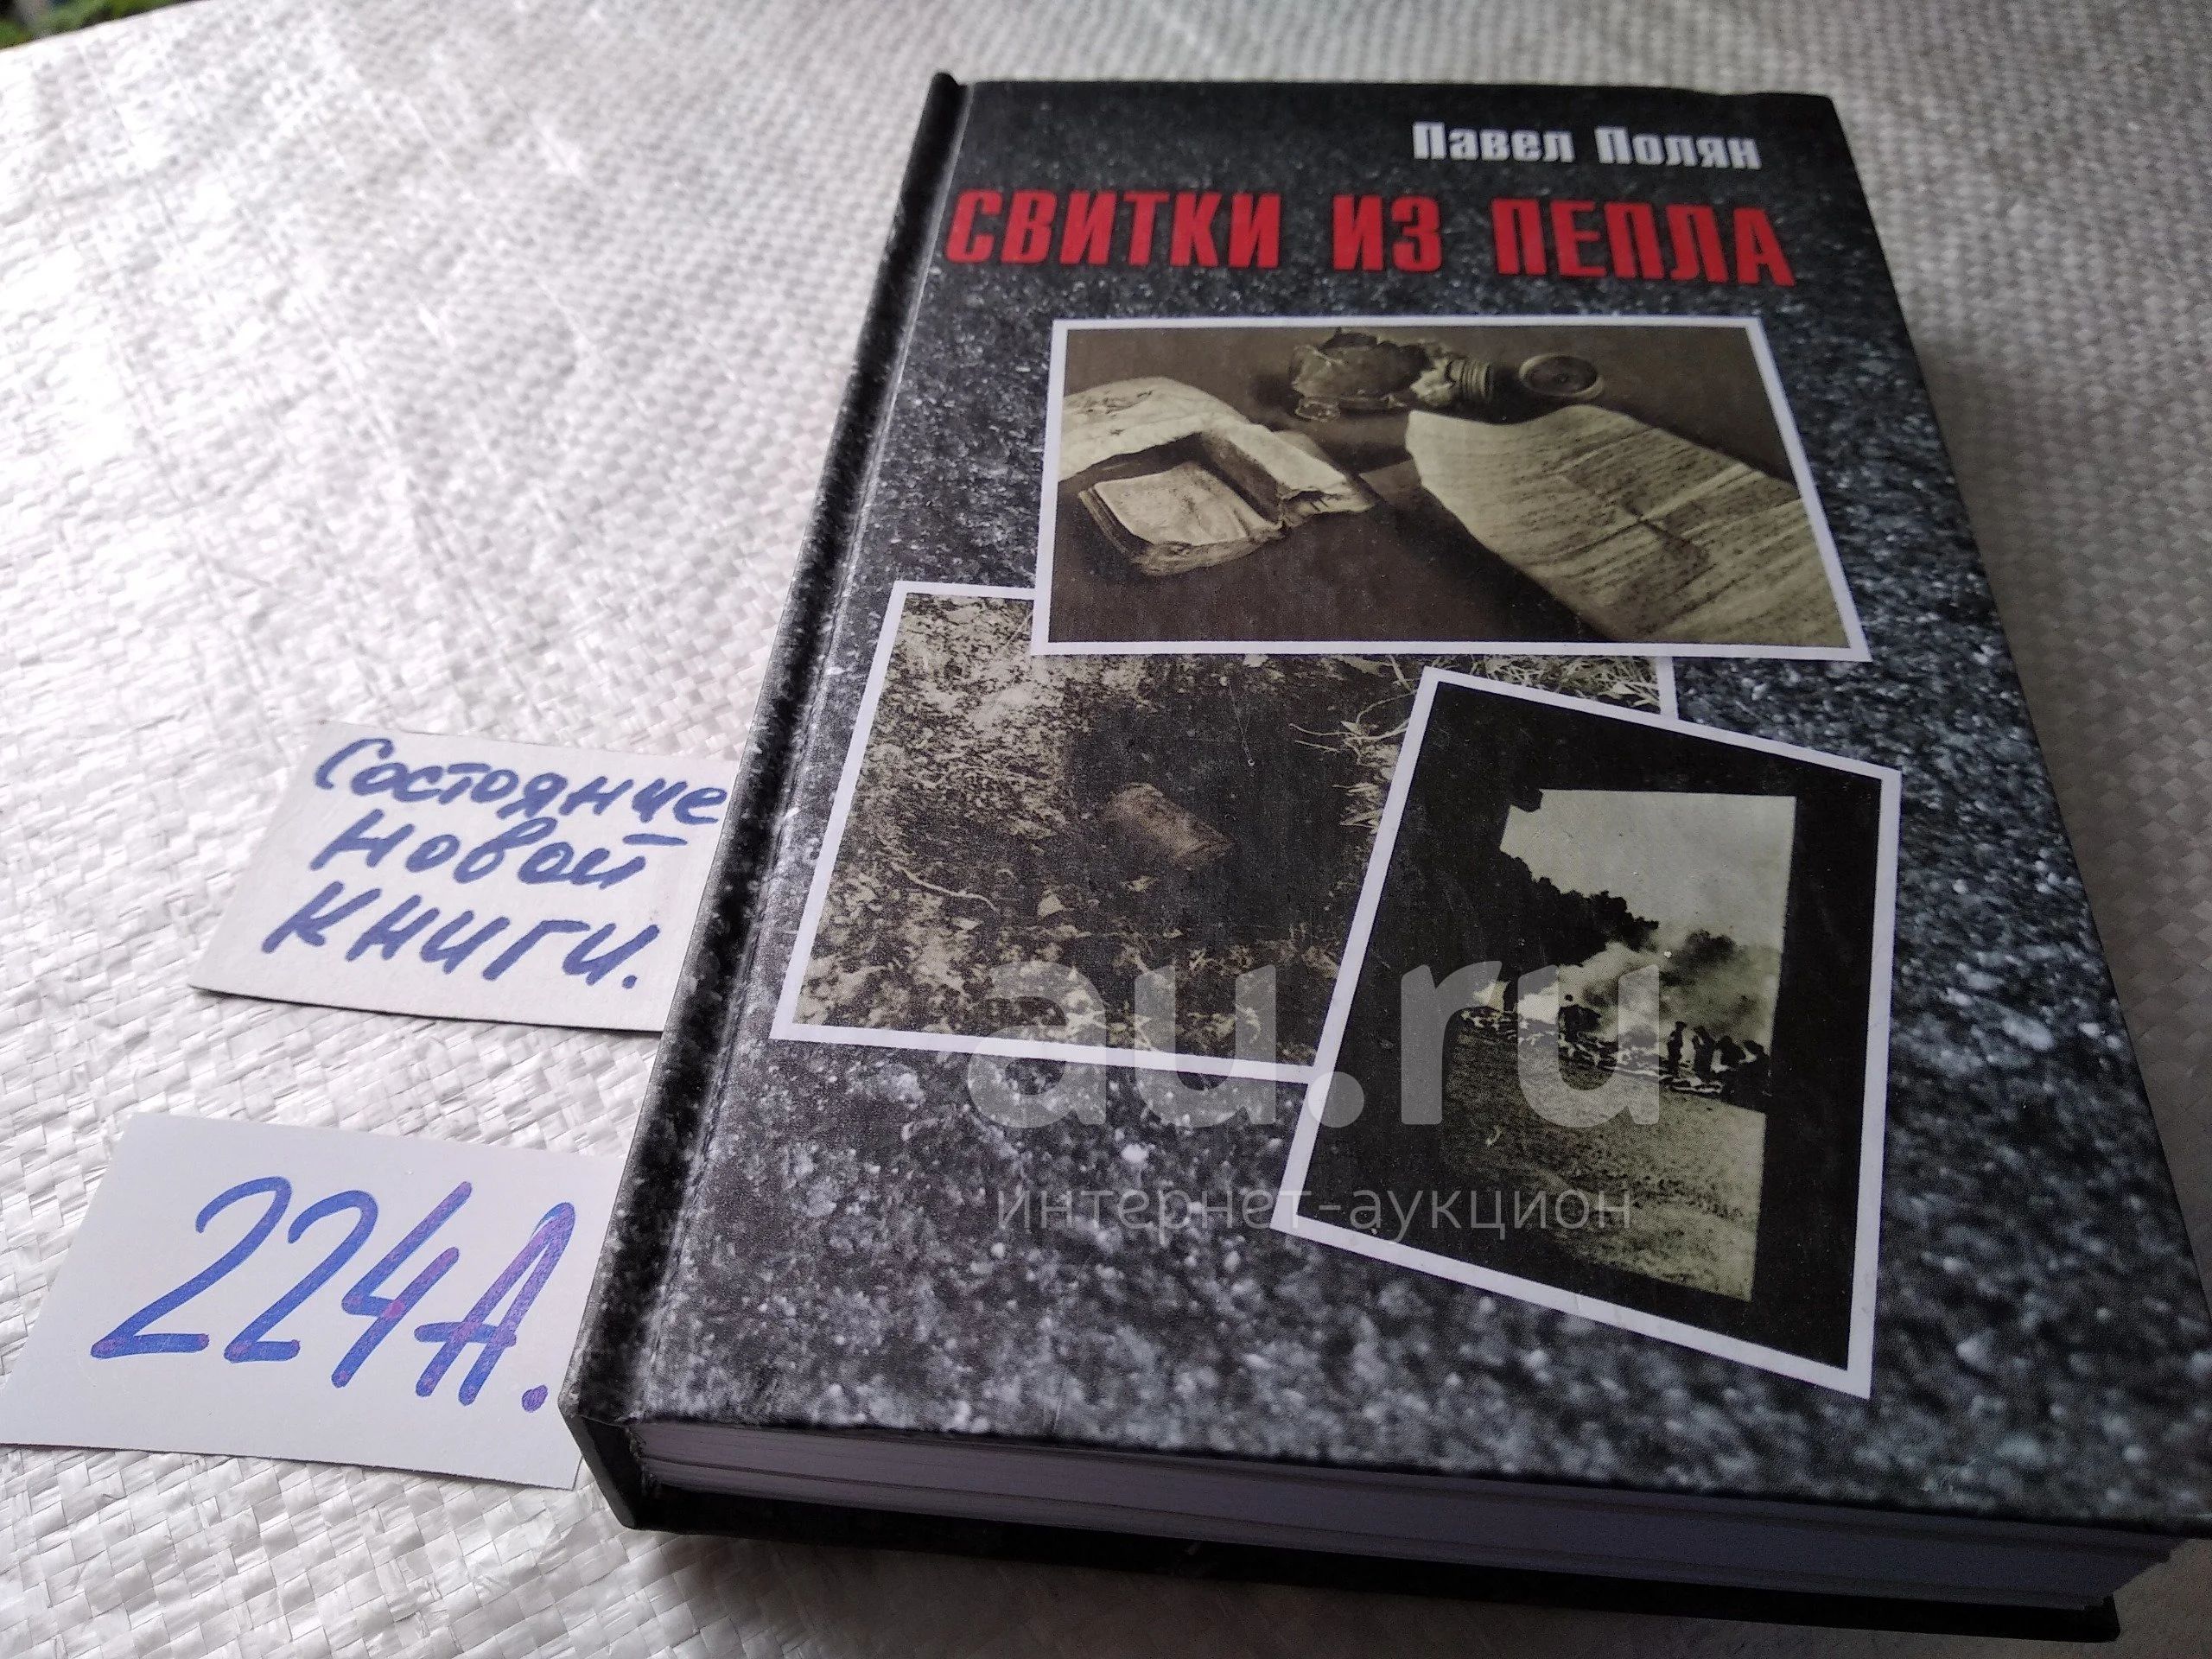 Павел Полян
СВИТКИ ИЗ ПЕПЛА
Состояние
новой
книги.
224А.
au.ru
интернет-аукцион